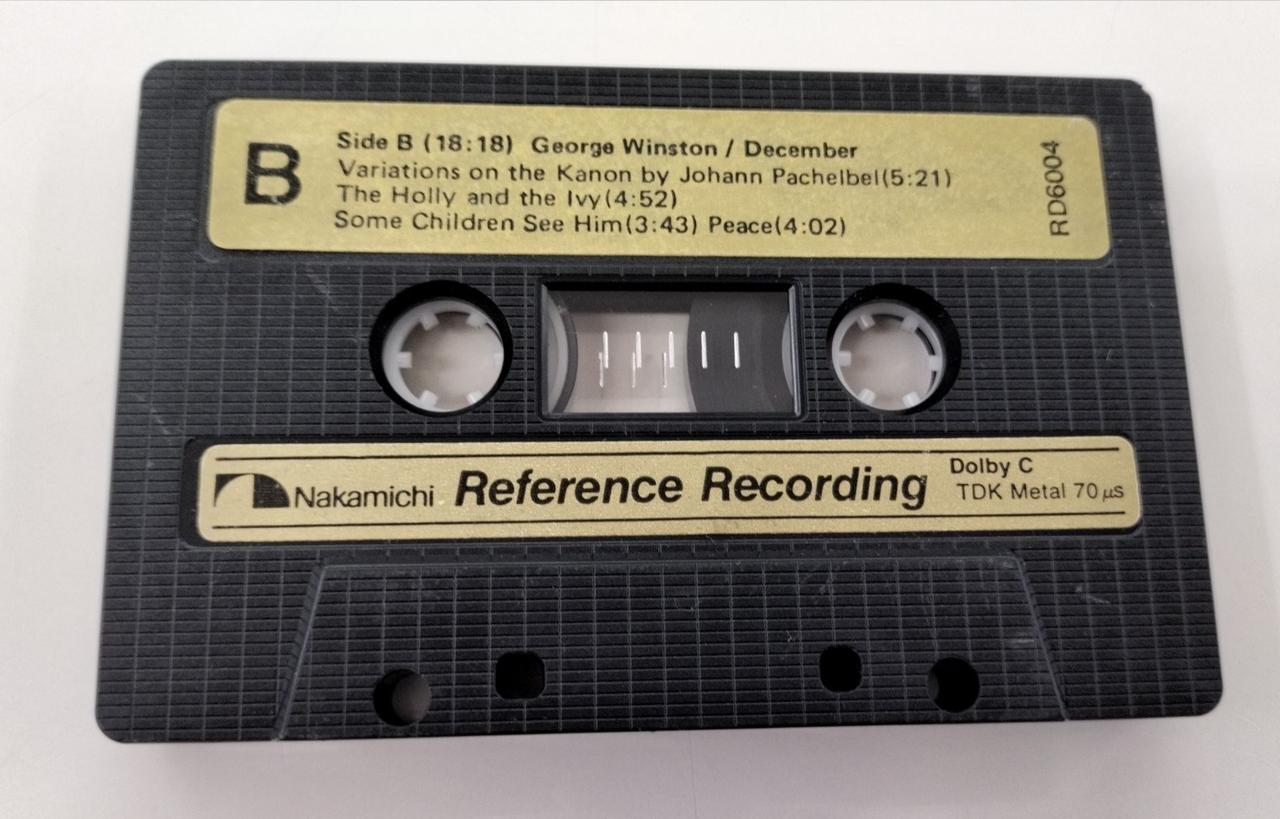 B
Side B (18:18) George Winston / December
Variations on the Kanon by Johann Pachelbel(5:21)
The Holly and the Ivy(4:52)
Some Children See Him(3:43) Peace(4:02)
RD6004
Nakamichi Reference Recording
Dolby C
TDK Metal 70μs